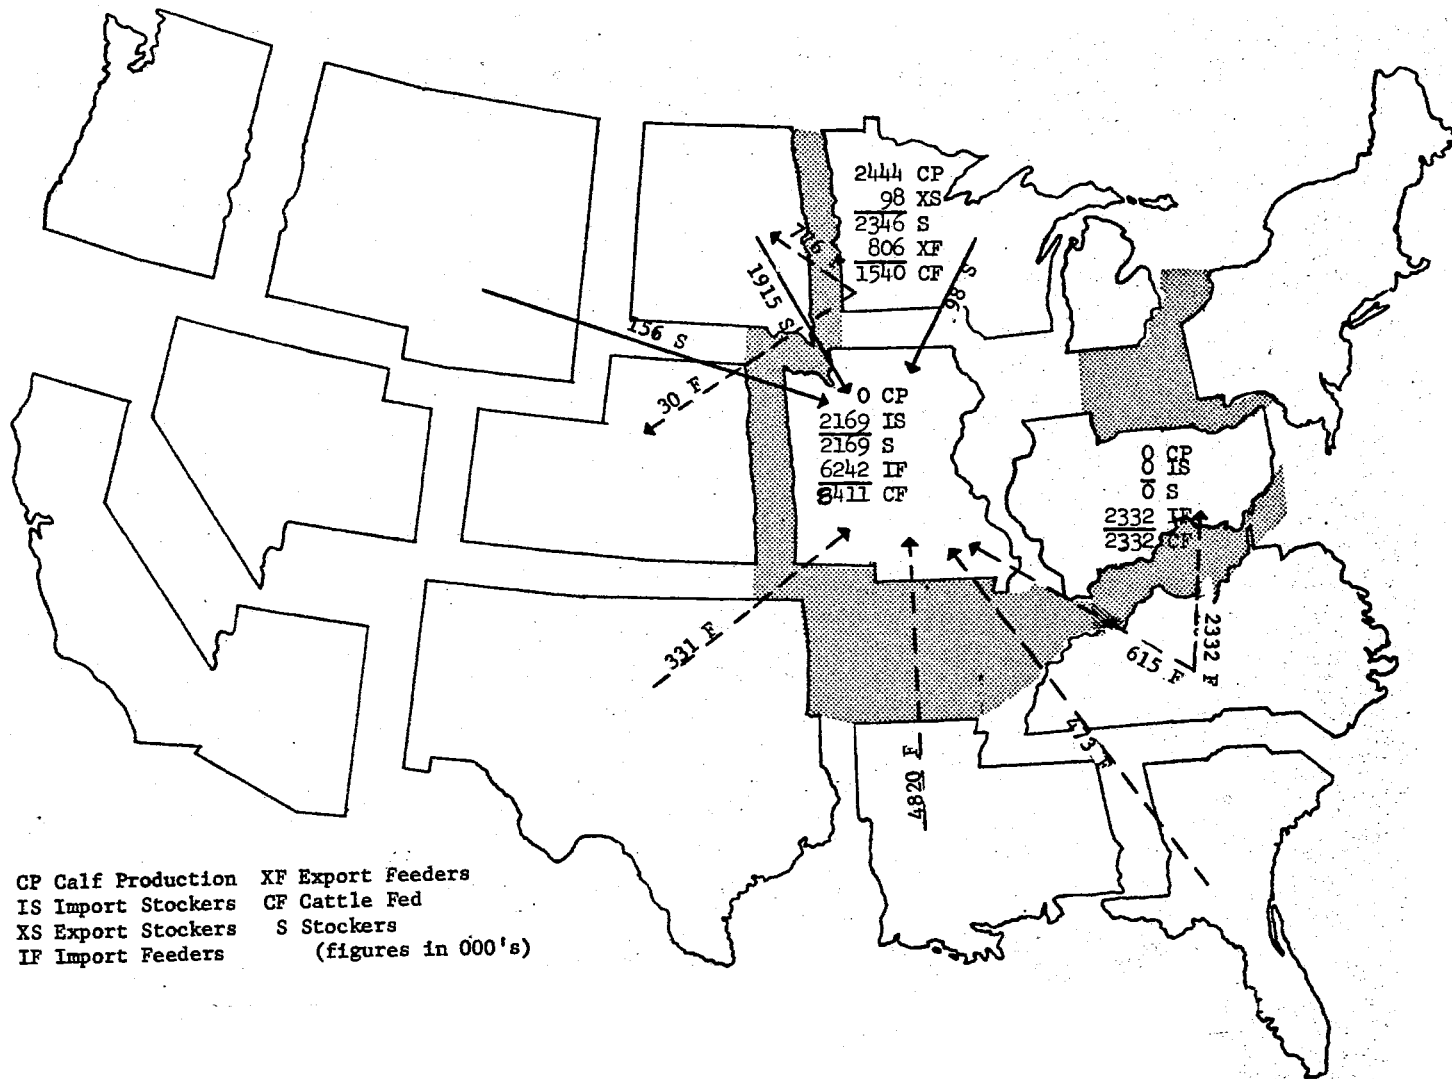 2444 CP
98 XS
2346 S
806 XF
1540 CF
1915 S
98 S
156 S
30 F
0 CP
2169 IS
2169 S
6242 IF
8411 CF
0 CP
0 IS
0 S
2332 IF
2332 CF
331 F
4820 F
473 F
615 F
2332 F
CP Calf Production XF Export Feeders
IS Import Stockers CF Cattle Fed
XS Export Stockers S Stockers
IF Import Feeders (figures in 000's)